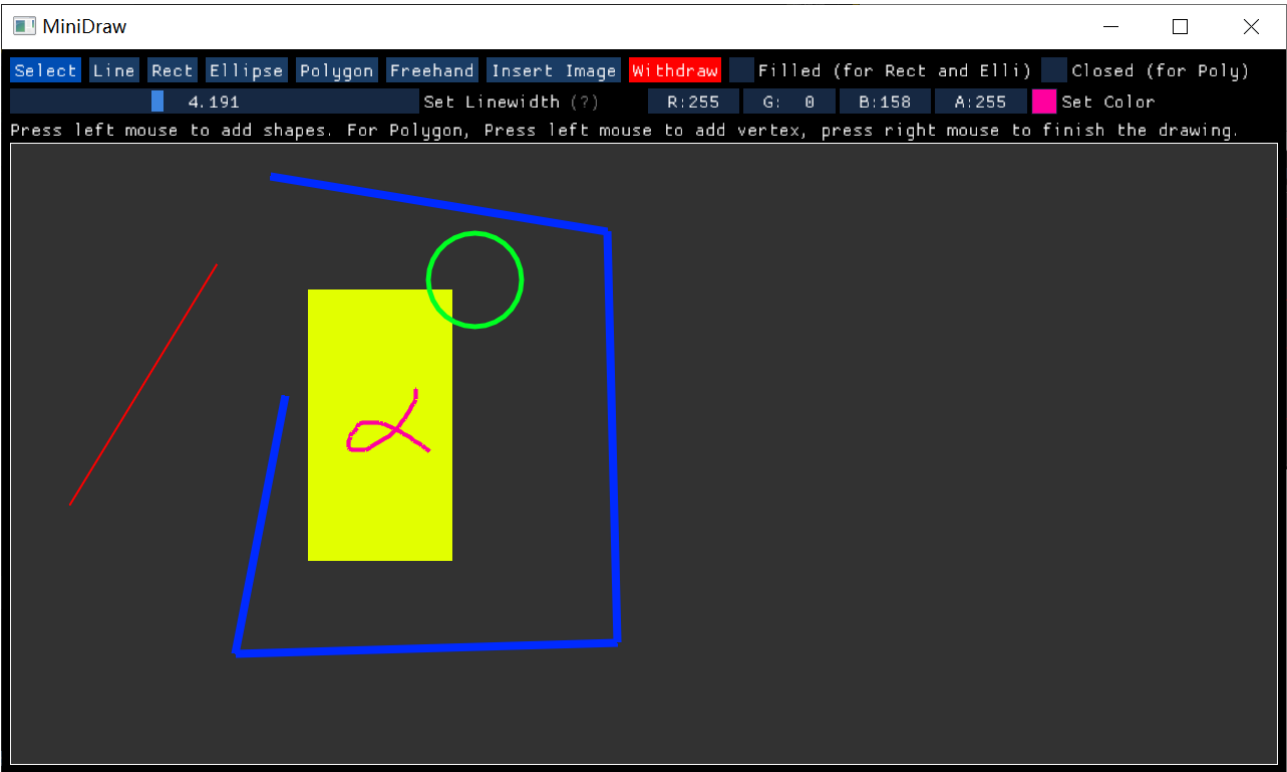 MiniDraw
Select Line Rect Ellipse Polygon Freehand Insert Image Withdraw Filled (for Rect and Elli) Closed (for Poly)
4.191 Set Linewidth (?) R:255 G: 0 B:158 A:255 Set Color
Press left mouse to add shapes. For Polygon, Press left mouse to add vertex, press right mouse to finish the drawing.